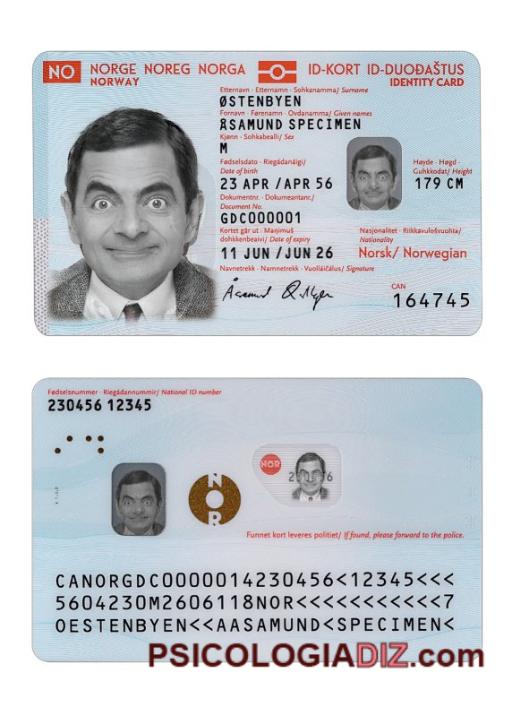 NO NORGE NOREG NORGA ID-KORT ID-DUOĐAŠTUS
NORWAY IDENTITY CARD
Etternavn · Etternamn · Sohkanamma/ Surname
ØSTENBYEN
Fornavn · Førenamn · Ovdanamma/ Given names
ÅSAMUND SPECIMEN
Kjønn · Sohkabealli/ Sex
M
Fødselsdato · Riegádanáigi/
Date of birth
23 APR /APR 56
Høyde · Høgd ·
Guhkkodat/ Height
179 CM
Dokumentnr. · Dokumeantanr./
Document No.
GDC000001
Kortet går ut · Maŋimuš
dohkkenbeaivi/ Date of expiry
11 JUN /JUN 26
Nasjonalitet · Riikkavulošvuohta/
Nationality
Norsk/ Norwegian
Navnetrekk · Namnetrekk · Vuolláičálus/ Signature
CAN
164745
Fødselsnummer · Riegádannummir/ National ID number
230456 12345
NOR
NOR
Funnet kort leveres politiet/ If found, please forward to the police.
CANORGDC0000014230456<12345<<<
5604230M2606118NOR<<<<<<<<<<<7
OESTENBYEN<<AASAMUND<SPECIMEN<
PSICOLOGIADIZ.com